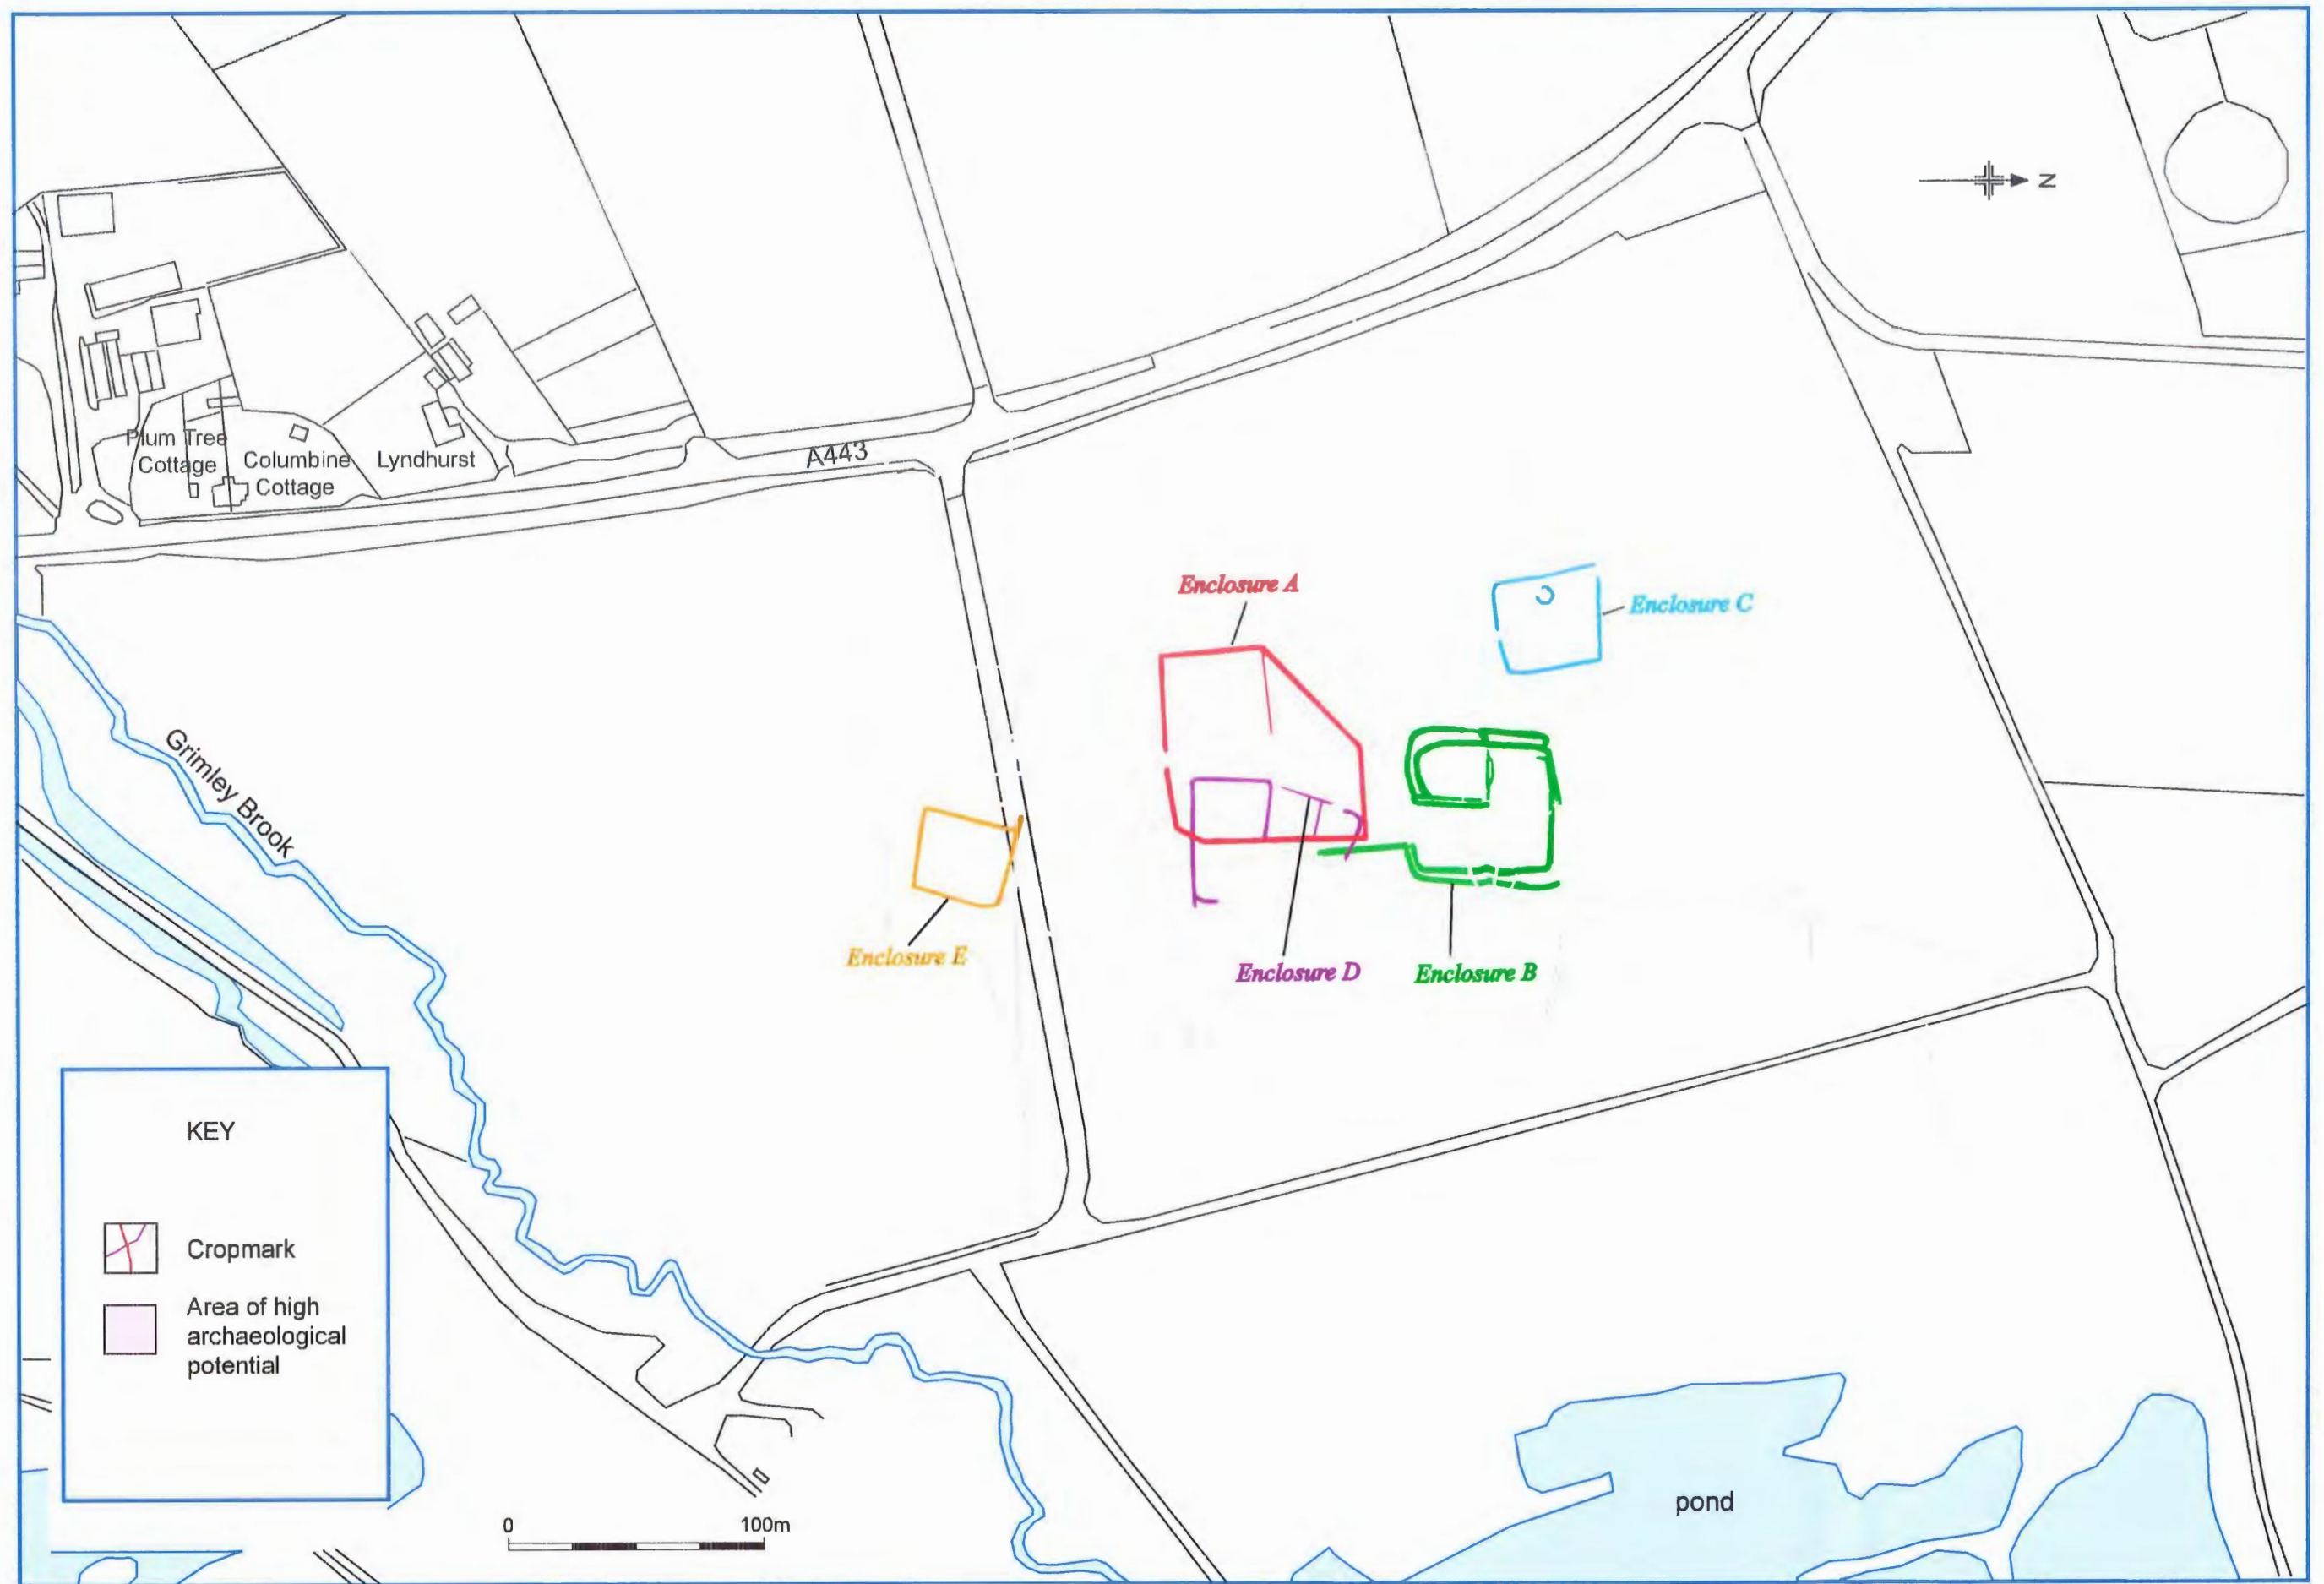 N
A443
Plum Tree
Cottage
Columbine
Cottage
Lyndhurst
Enclosure A
Enclosure C
Grimley Brook
Enclosure E
Enclosure D
Enclosure B
KEY
Cropmark
Area of high
archaeological
potential
0
100m
pond